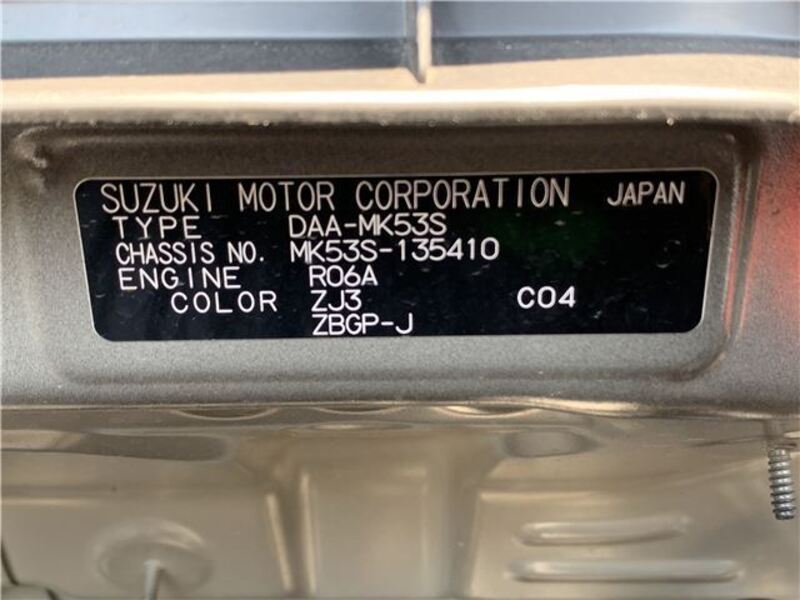 SUZUKI MOTOR CORPORATION JAPAN
TYPE DAA-MK53S
CHASSIS NO. MK53S-135410
ENGINE R06A
COLOR ZJ3 C04
ZBGP-J